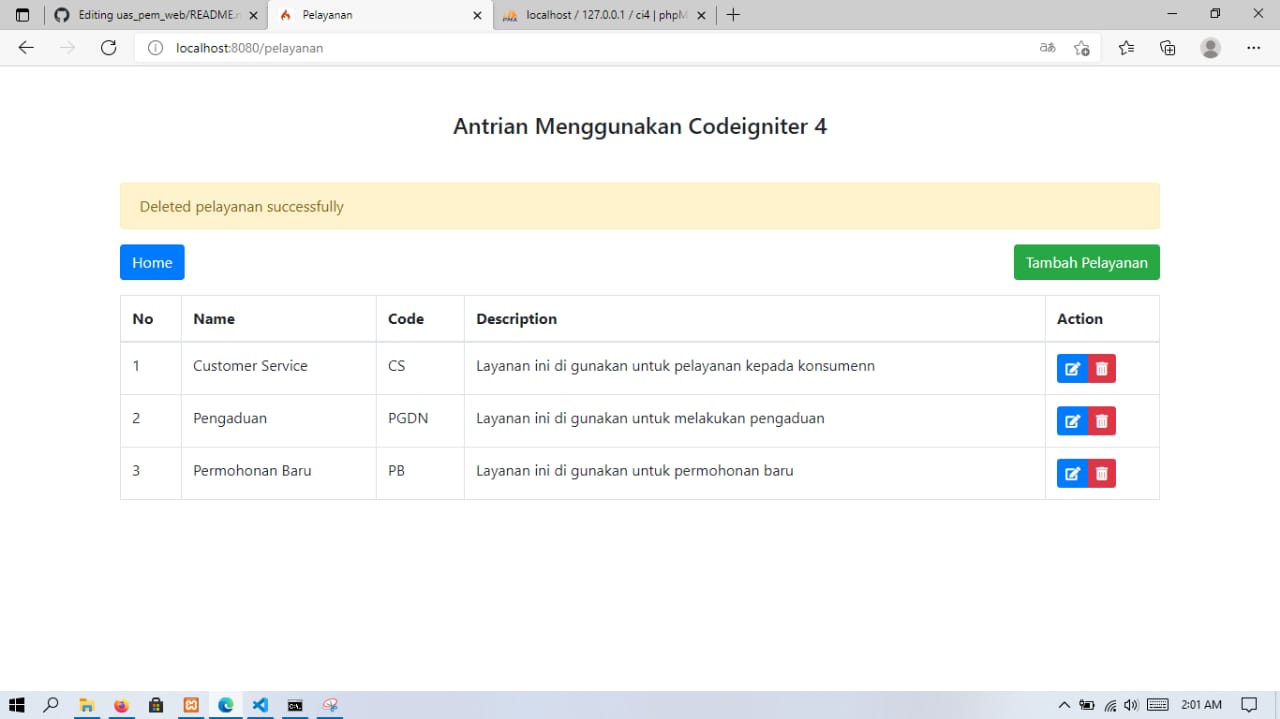 Editing uas_pem_web/README.m
Pelayanan
PMA localhost / 127.0.0.1 / ci4 | phpM
localhost:8080/pelayanan
Antrian Menggunakan Codeigniter 4
Deleted pelayanan successfully
Home Tambah Pelayanan
No Name Code Description Action
1 Customer Service CS Layanan ini di gunakan untuk pelayanan kepada konsumenn
2 Pengaduan PGDN Layanan ini di gunakan untuk melakukan pengaduan
3 Permohonan Baru PB Layanan ini di gunakan untuk permohonan baru
2:01 AM